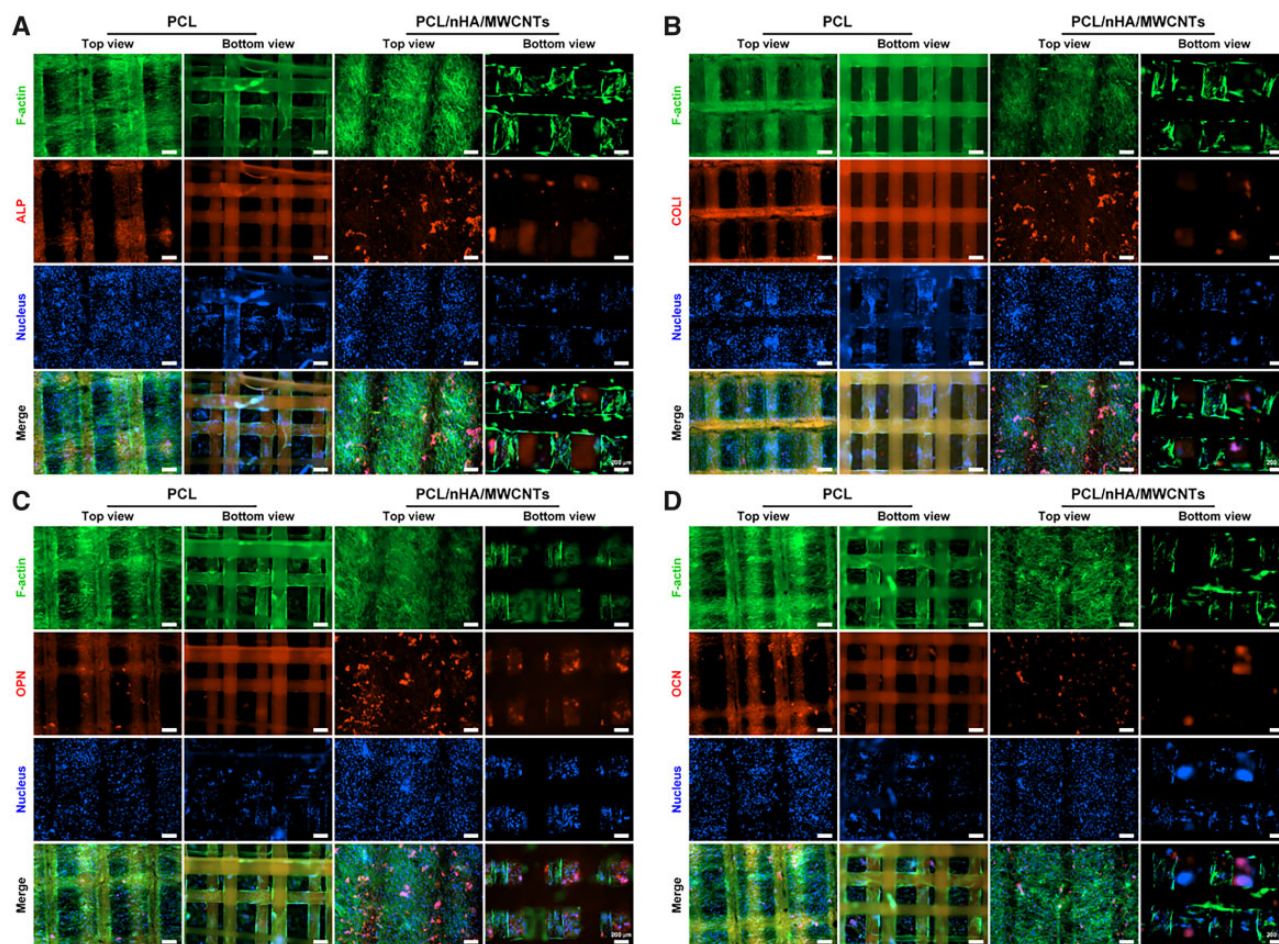 A
PCL
PCL/nHA/MWCNTs
Top view
Bottom view
Top view
Bottom view
F-actin
ALP
Nucleus
Merge
200 µm
B
PCL
PCL/nHA/MWCNTs
Top view
Bottom view
Top view
Bottom view
F-actin
COLI
Nucleus
Merge
200
C
PCL
PCL/nHA/MWCNTs
Top view
Bottom view
Top view
Bottom view
F-actin
OPN
Nucleus
Merge
200 µm
D
PCL
PCL/nHA/MWCNTs
Top view
Bottom view
Top view
Bottom view
F-actin
OCN
Nucleus
Merge
200